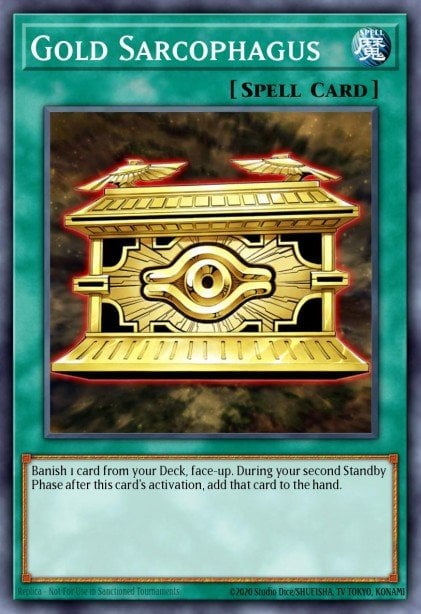 Gold Sarcophagus
SPELL
魔
[ Spell Card ]
Banish 1 card from your Deck, face-up. During your second Standby
Phase after this card's activation, add that card to the hand.
Replica - Not For Use in Sanctioned Tournaments
©2020 Studio Dice/SHUEISHA, TV TOKYO, KONAMI